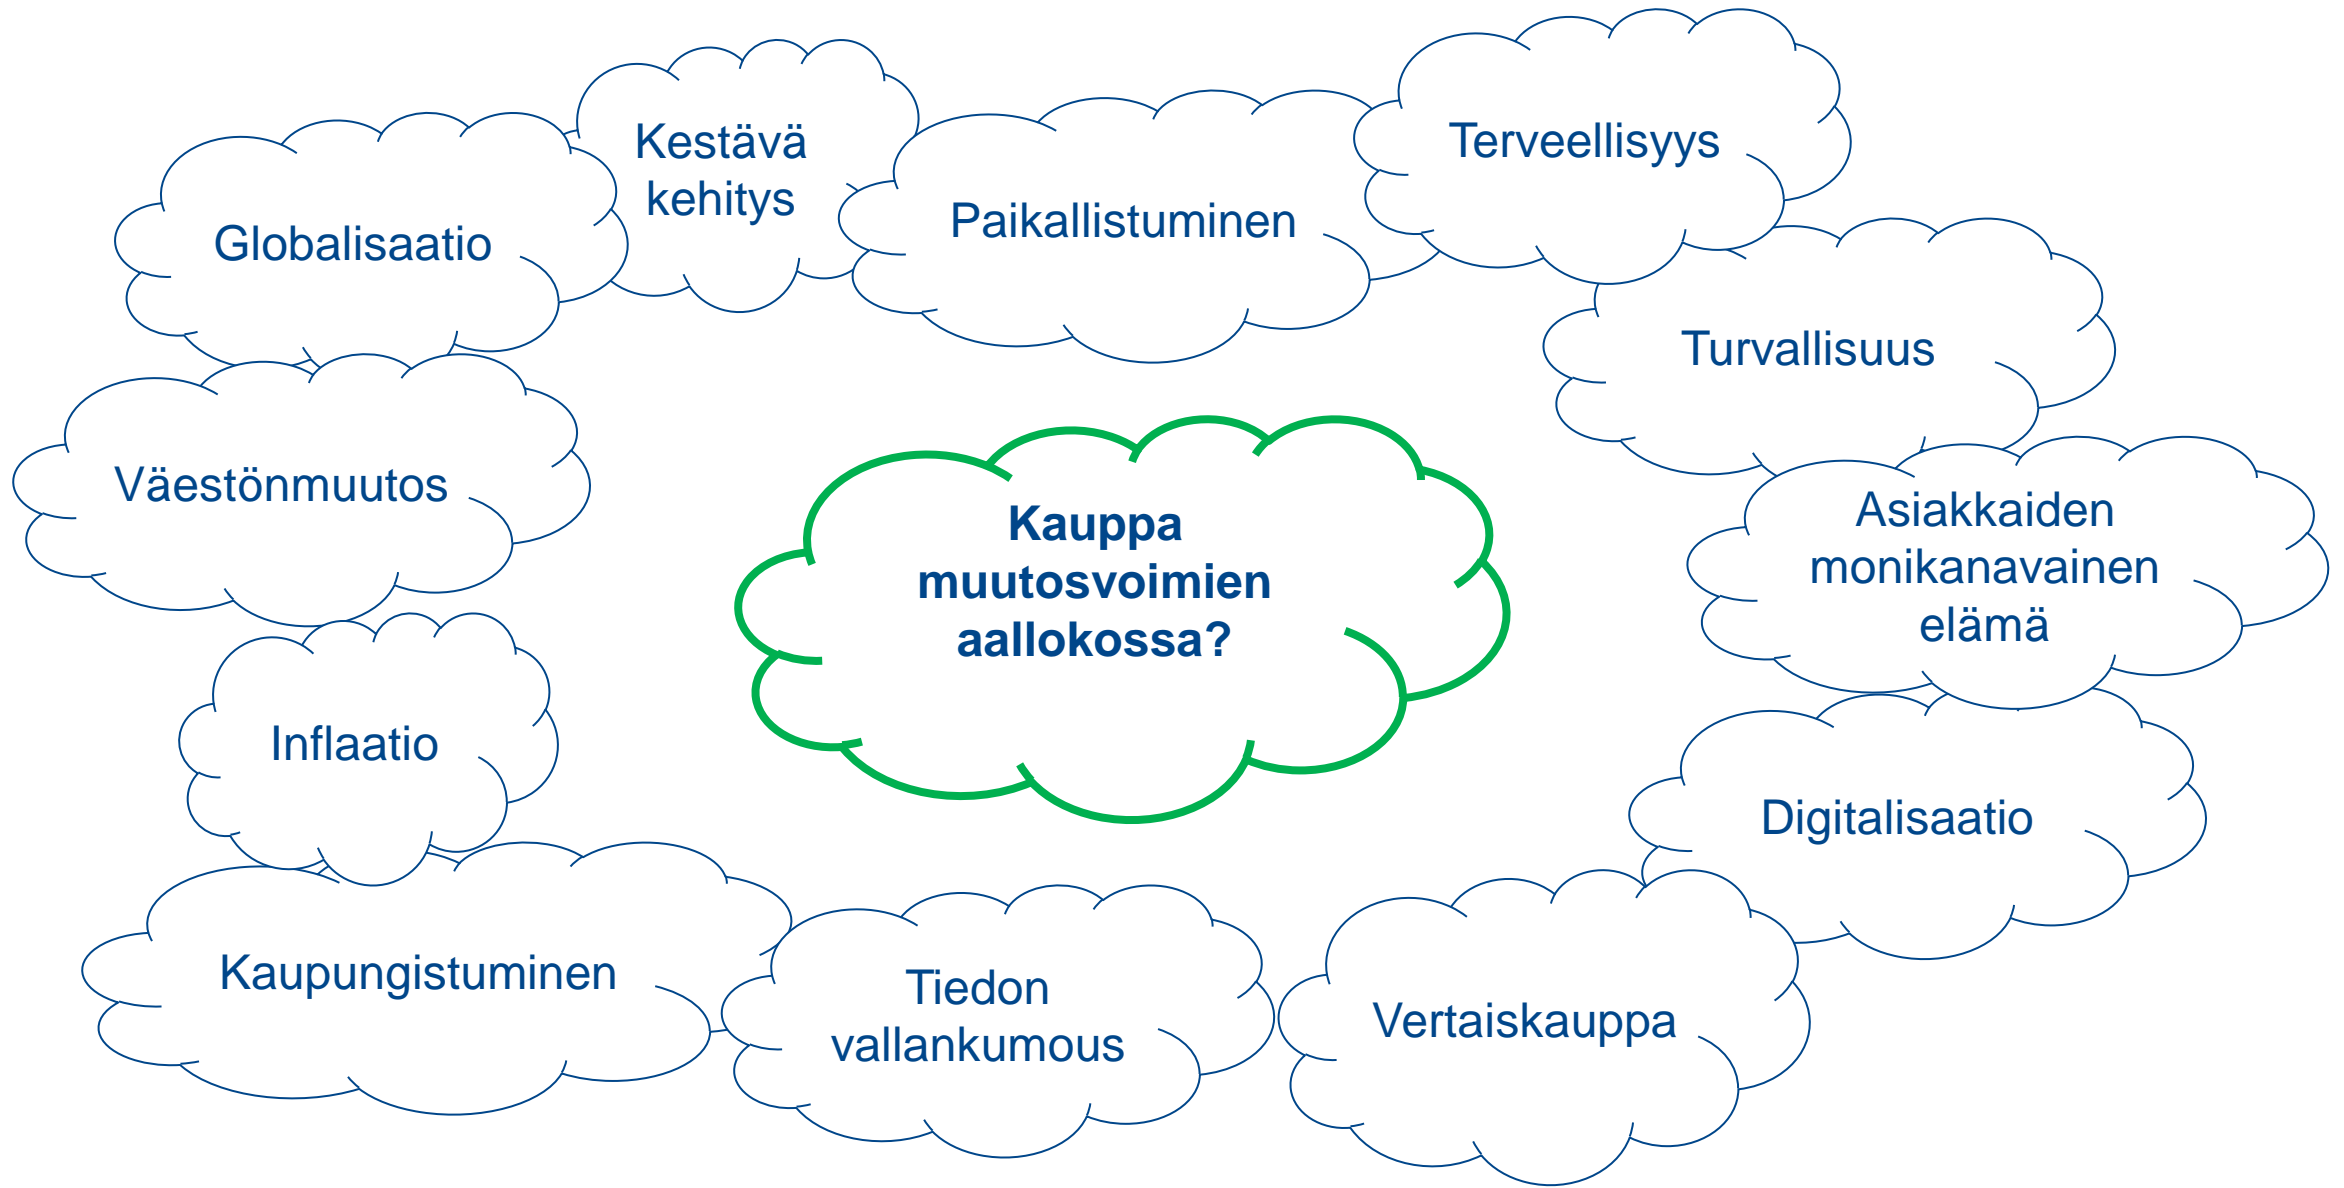 Kestävä
kehitys
Paikallistuminen
Terveellisyys
Globalisaatio
Turvallisuus
Väestönmuutos
Kauppa
muutosvoimien
aallokossa?
Asiakkaiden
monikanavainen
elämä
Inflaatio
Digitalisaatio
Kaupungistuminen
Tiedon
vallankumous
Vertaiskauppa